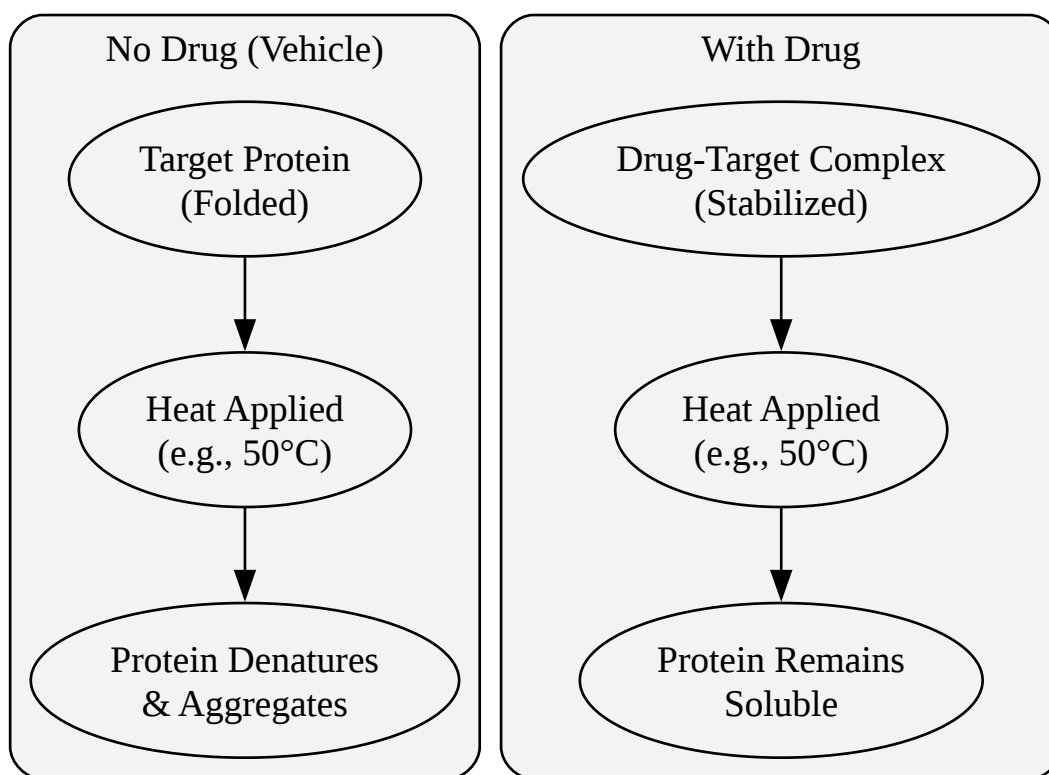 No Drug (Vehicle)
Target Protein
(Folded)
Heat Applied
(e.g., 50°C)
Protein Denatures
& Aggregates
With Drug
Drug-Target Complex
(Stabilized)
Heat Applied
(e.g., 50°C)
Protein Remains
Soluble